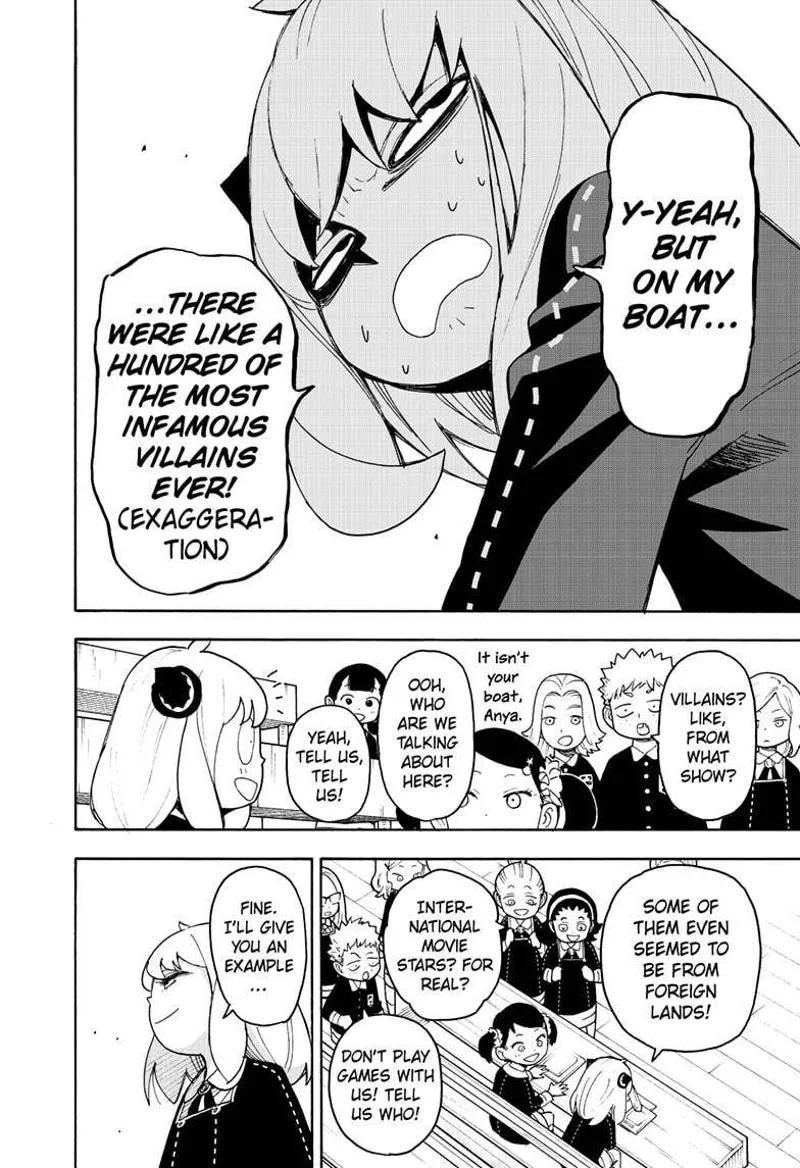 Y-YEAH,
BUT
ON MY
BOAT...
...THERE
WERE LIKE A
HUNDRED OF
THE MOST
INFAMOUS
VILLAINS
EVER!
(EXAGGERA-
TION)
VILLAINS?
LIKE,
FROM
WHAT
SHOW?
It isn't
your
boat,
Anya.
OOH,
WHO
ARE WE
TALKING
ABOUT
HERE?
YEAH,
TELL US,
TELL
US!
SOME OF
THEM EVEN
SEEMED TO
BE FROM
FOREIGN
LANDS!
INTER-
NATIONAL
MOVIE
STARS? FOR
REAL?
DON'T PLAY
GAMES WITH
US! TELL
US WHO!
FINE.
I'LL GIVE
YOU AN
EXAMPLE
...